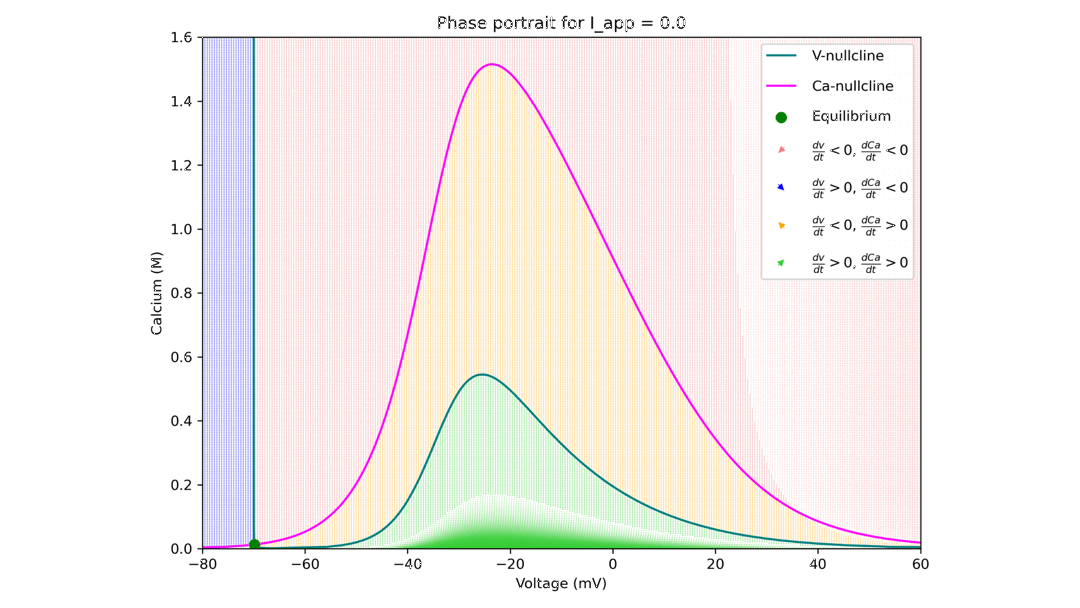 Phase portrait for I_app = 0.0
1.6
1.4
1.2
1.0
0.8
0.6
0.4
0.2
0.0
Calcium (M)
−80
−60
−40
−20
0
20
40
60
Voltage (mV)
V-nullcline
Ca-nullcline
Equilibrium
dv/dt < 0, dCa/dt < 0
dv/dt > 0, dCa/dt < 0
dv/dt < 0, dCa/dt > 0
dv/dt > 0, dCa/dt > 0